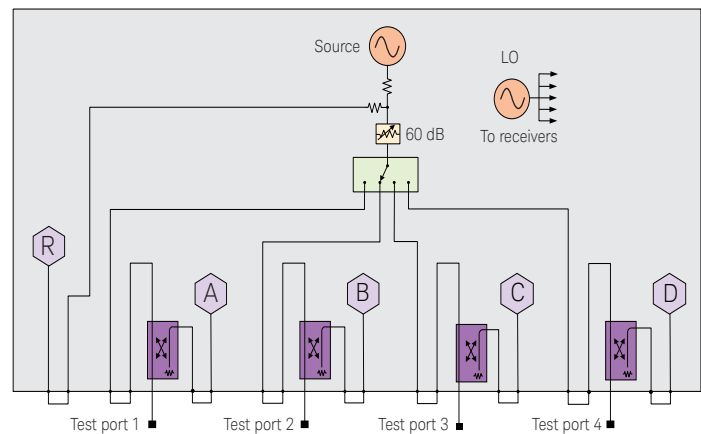 Source
LO
60 dB
To receivers
R
A
B
C
D
Test port 1
Test port 2
Test port 3
Test port 4